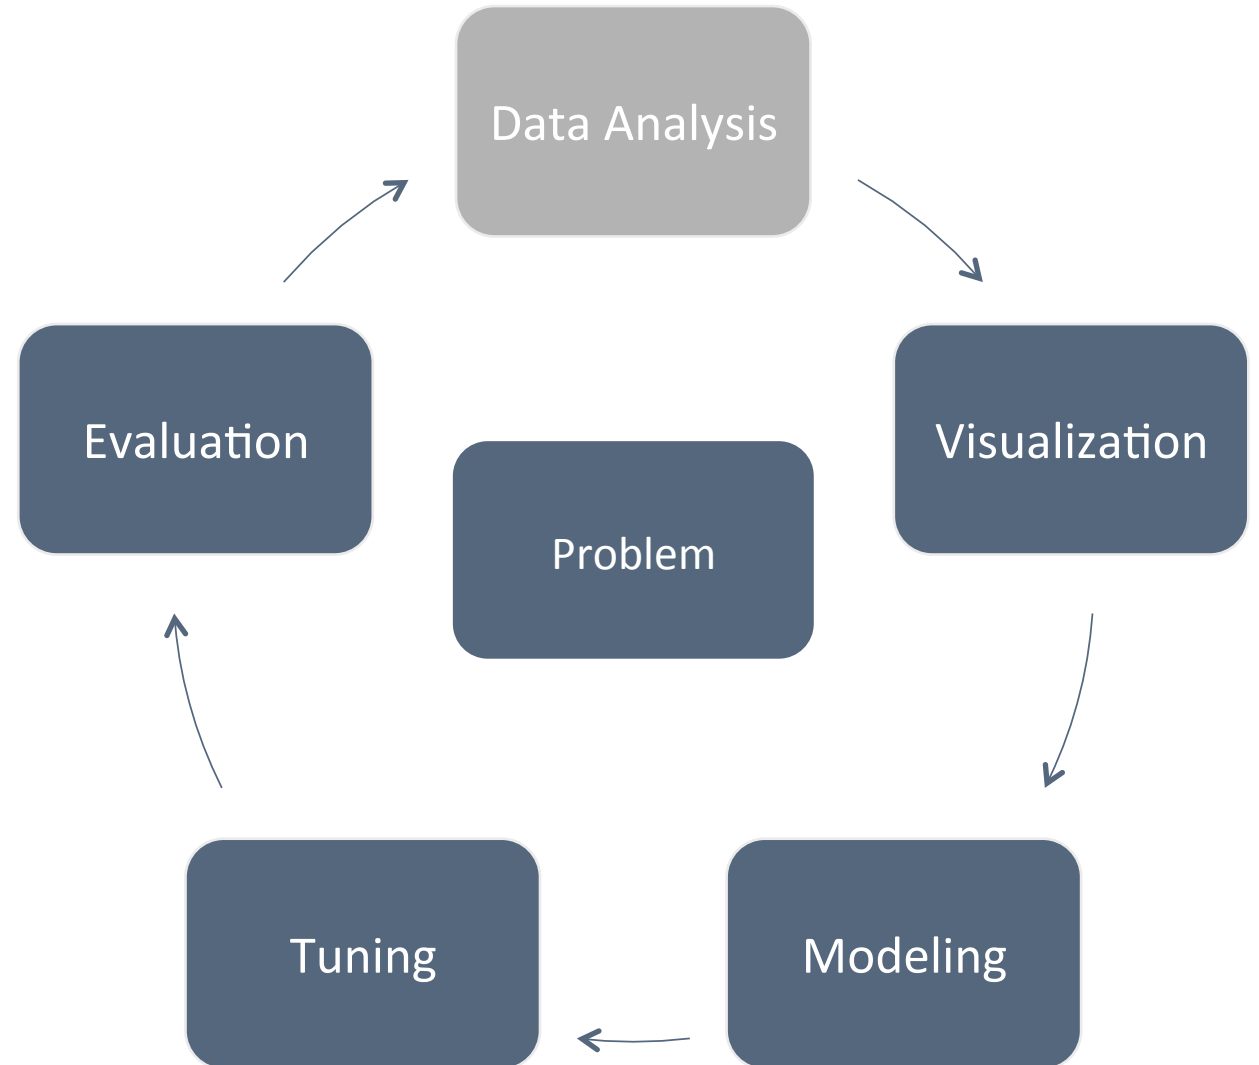 Data Analysis
Evaluation
Visualization
Problem
Tuning
Modeling